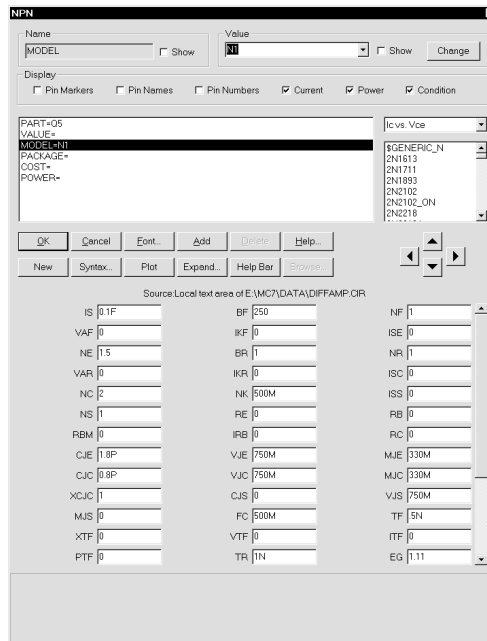 NPN
Name
MODEL
Show
Value
N1
Show
Change
Display
Pin Markers Pin Names Pin Numbers Current Power Condition
PART=Q5
VALUE=
MODEL=N1
PACKAGE=
COST=
POWER=
Ic vs. Vce
$GENERIC_N
2N1613
2N1711
2N1893
2N2102
2N2102_ON
2N2218
OK Cancel Font... Add Delete Help...
New Syntax... Plot Expand... Help Bar Browse...
Source:Local text area of E:\MC7\DATA\DIFFAMP.CIR
IS 0.1F BF 250 NF 1
VAF 0 IKF 0 ISE 0
NE 1.5 BR 1 NR 1
VAR 0 IKR 0 ISC 0
NC 2 NK 500M ISS 0
NS 1 RE 0 RB 0
RBM 0 IRB 0 RC 0
CJE 1.8P VJE 750M MJE 330M
CJC 0.8P VJC 750M MJC 330M
XCJC 1 CJS 0 VJS 750M
MJS 0 FC 500M TF .5N
XTF 0 VTF 0 ITF 0
PTF 0 TR 1N EG 1.11